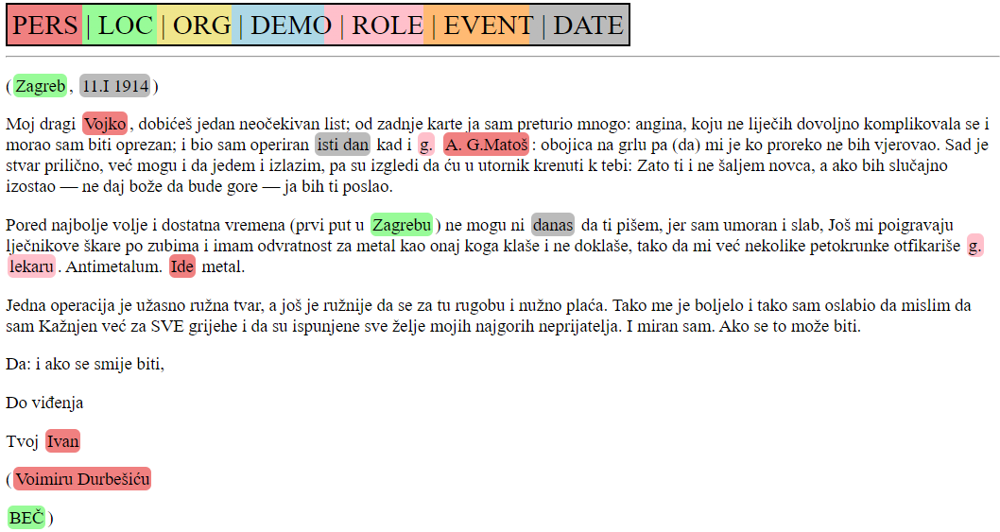 PERS | LOC | ORG | DEMO | ROLE | EVENT | DATE
(Zagreb, 11.I 1914)
Moj dragi Vojko, dobićeš jedan neočekivan list; od zadnje karte ja sam preturio mnogo: angina, koju ne liječih dovoljno komplikovala se i
morao sam biti oprezan; i bio sam operiran isti dan kad i g. A. G.Matoš: obojica na grlu pa (da) mi je ko proreko ne bih vjerovao. Sad je
stvar prilično, već mogu i da jedem i izlazim, pa su izgledi da ću u utornik krenuti k tebi: Zato ti i ne šaljem novca, a ako bih slučajno
izostao — ne daj bože da bude gore — ja bih ti poslao.
Pored najbolje volje i dostatna vremena (prvi put u Zagrebu) ne mogu ni danas da ti pišem, jer sam umoran i slab, Još mi poigravaju
lječnikove škare po zubima i imam odvratnost za metal kao onaj koga klaše i ne doklaše, tako da mi već nekolike petokrunke otfikariše g.
lekaru. Antimetalum. Ide metal.
Jedna operacija je užasno ružna tvar, a još je ružnije da se za tu rugobu i nužno plaća. Tako me je boljelo i tako sam oslabio da mislim da
sam Kažnjen već za SVE grijehe i da su ispunjene sve želje mojih najgorih neprijatelja. I miran sam. Ako se to može biti.
Da: i ako se smije biti,
Do viđenja
Tvoj Ivan
(Voimiru Durbešiću
BEČ)